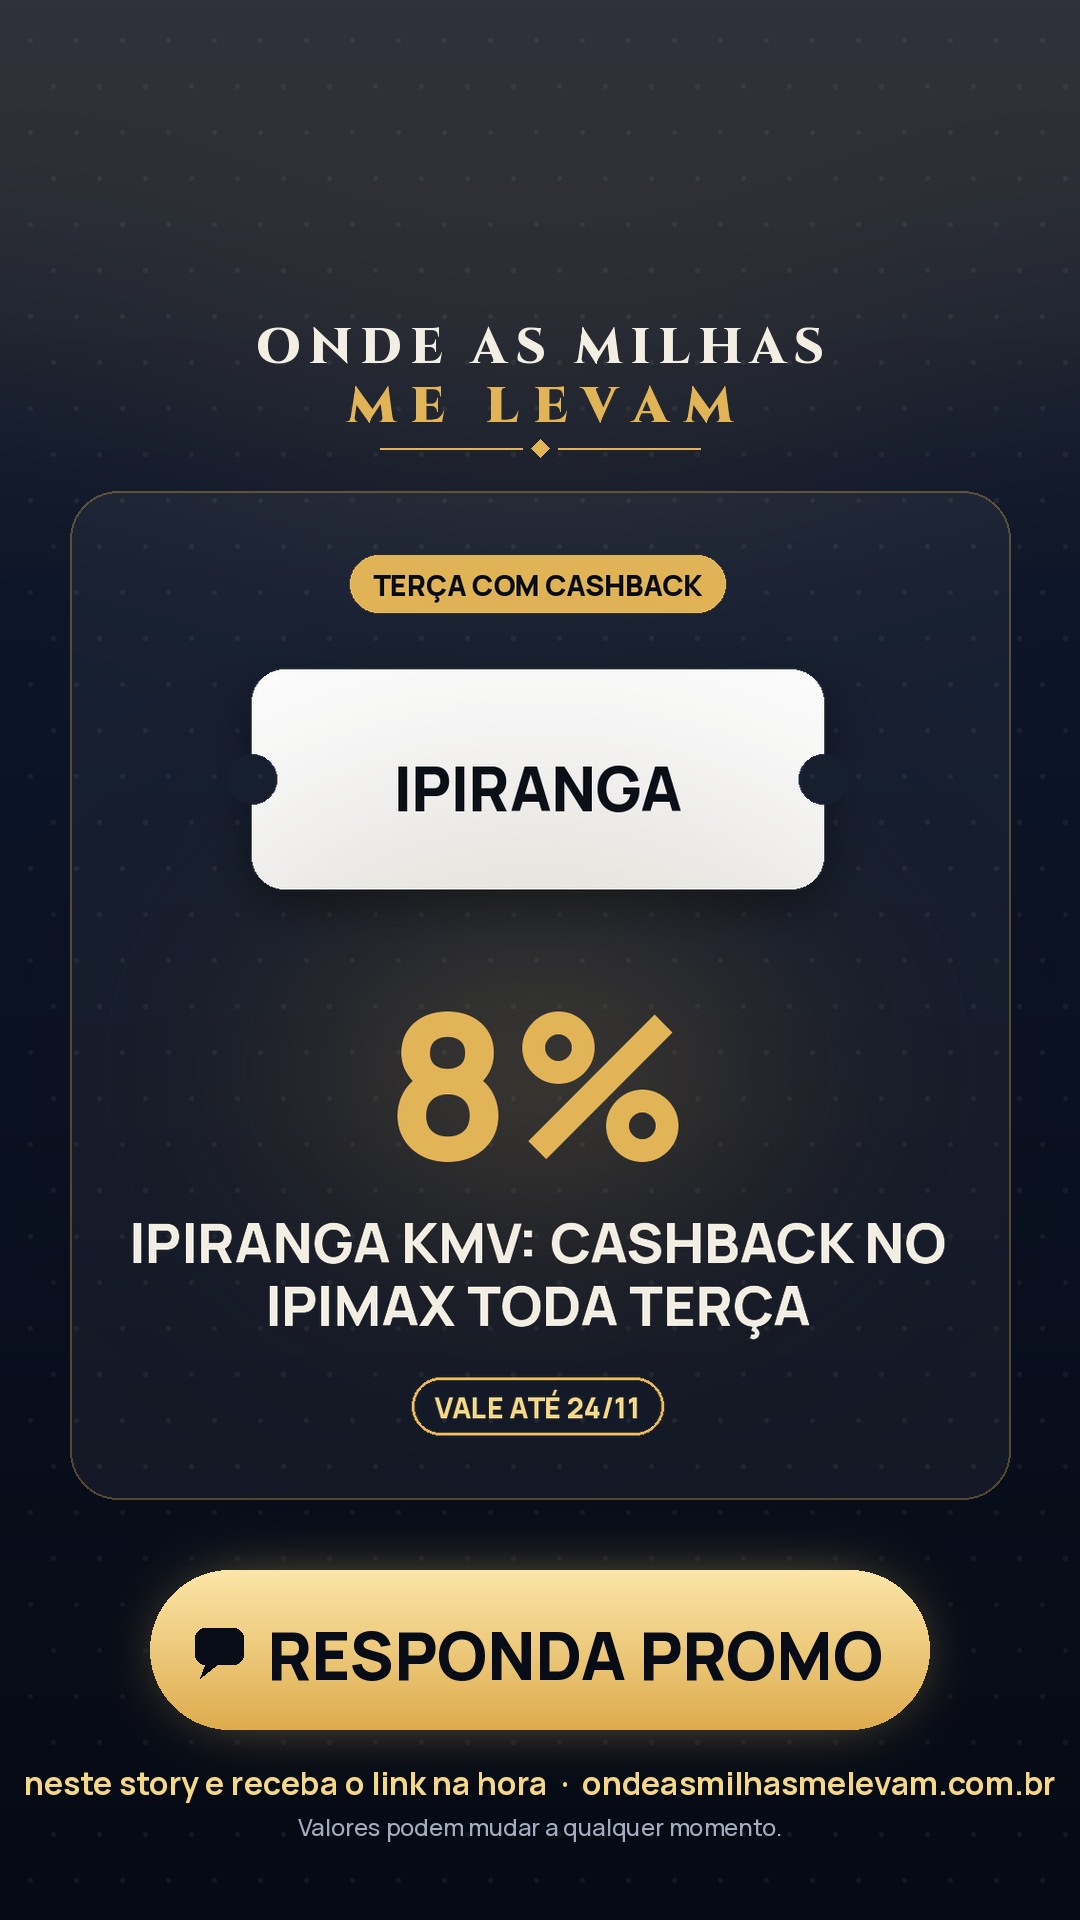 ONDE AS MILHAS
ME LEVAM
TERÇA COM CASHBACK
IPIRANGA
8%
IPIRANGA KMV: CASHBACK NO
IPIMAX TODA TERÇA
VALE ATÉ 24/11
RESPONDA PROMO
neste story e receba o link na hora · ondeasmilhasmelevam.com.br
Valores podem mudar a qualquer momento.